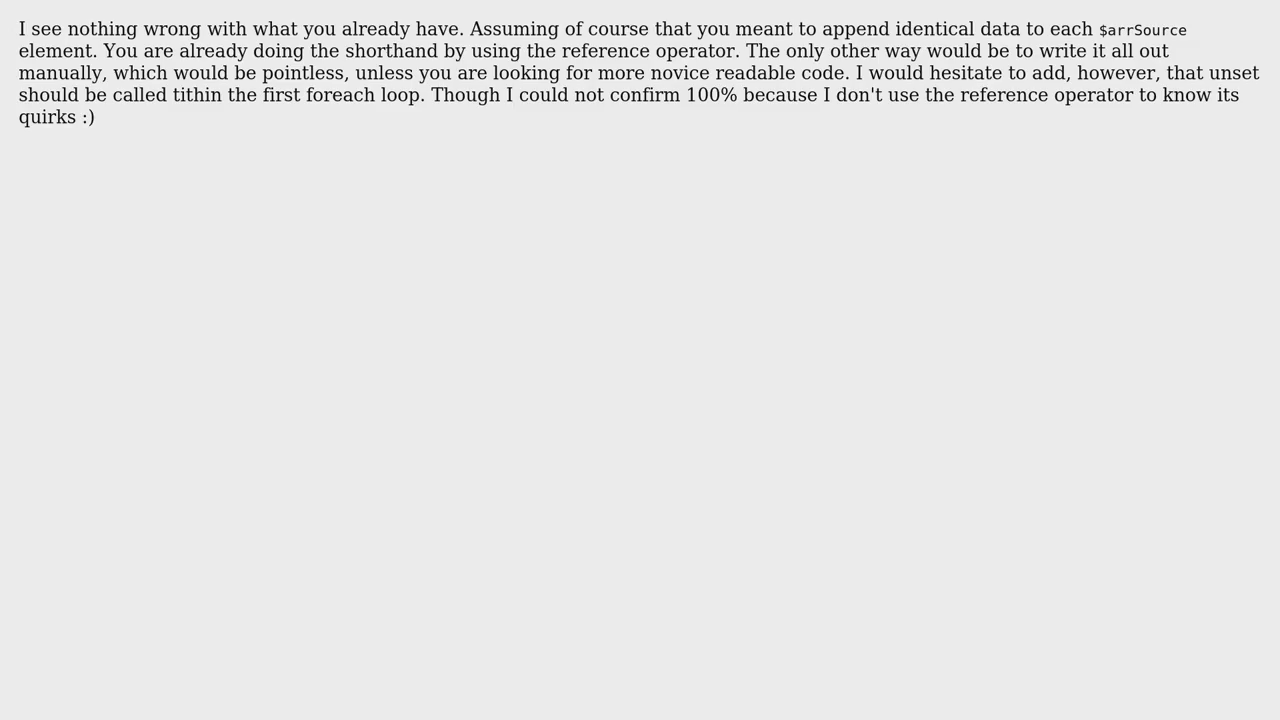 I see nothing wrong with what you already have. Assuming of course that you meant to append identical data to each $arrSource
element. You are already doing the shorthand by using the reference operator. The only other way would be to write it all out
manually, which would be pointless, unless you are looking for more novice readable code. I would hesitate to add, however, that unset
should be called tithin the first foreach loop. Though I could not confirm 100% because I don't use the reference operator to know its
quirks :)